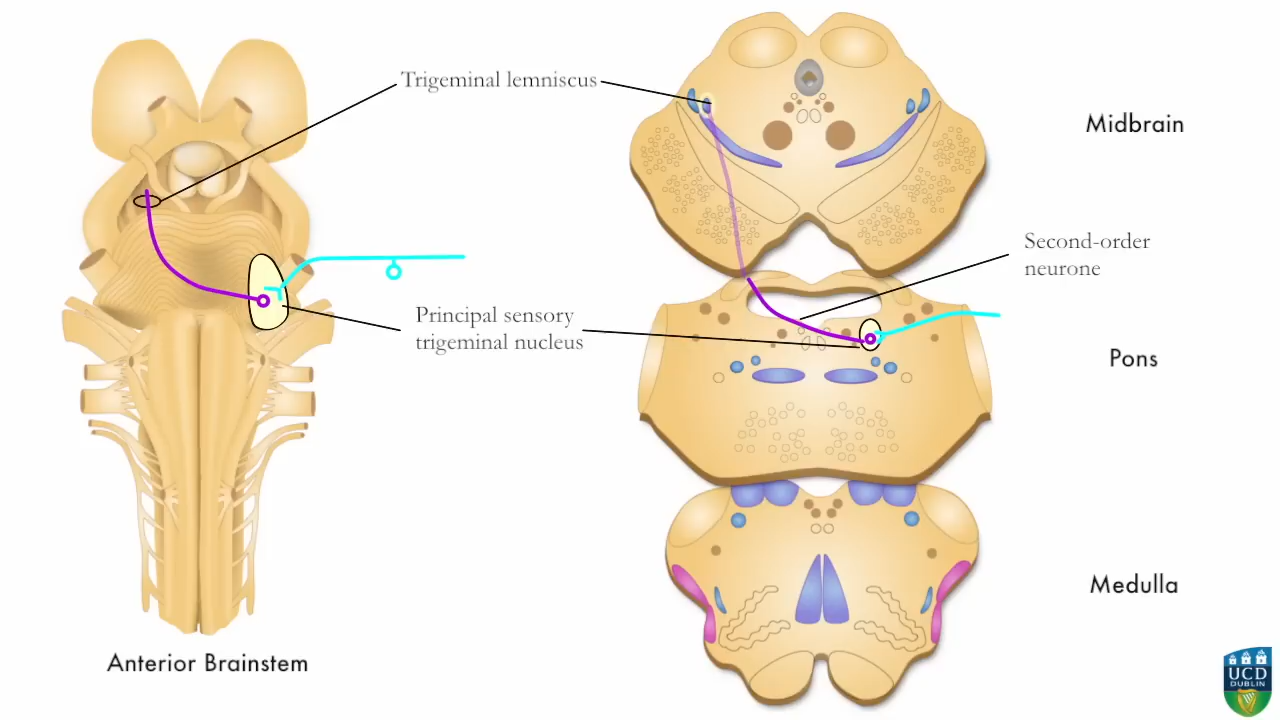 Trigeminal lemniscus
Midbrain
Second-order
neurone
Principal sensory
trigeminal nucleus
Pons
Medulla
Anterior Brainstem
UCD
DUBLIN